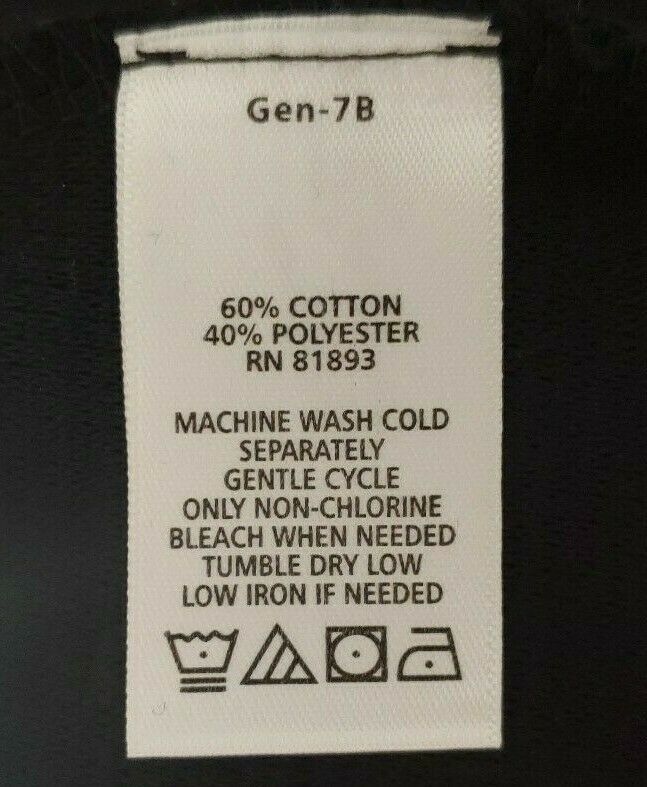 Gen-7B
60% COTTON
40% POLYESTER
RN 81893
MACHINE WASH COLD
SEPARATELY
GENTLE CYCLE
ONLY NON-CHLORINE
BLEACH WHEN NEEDED
TUMBLE DRY LOW
LOW IRON IF NEEDED